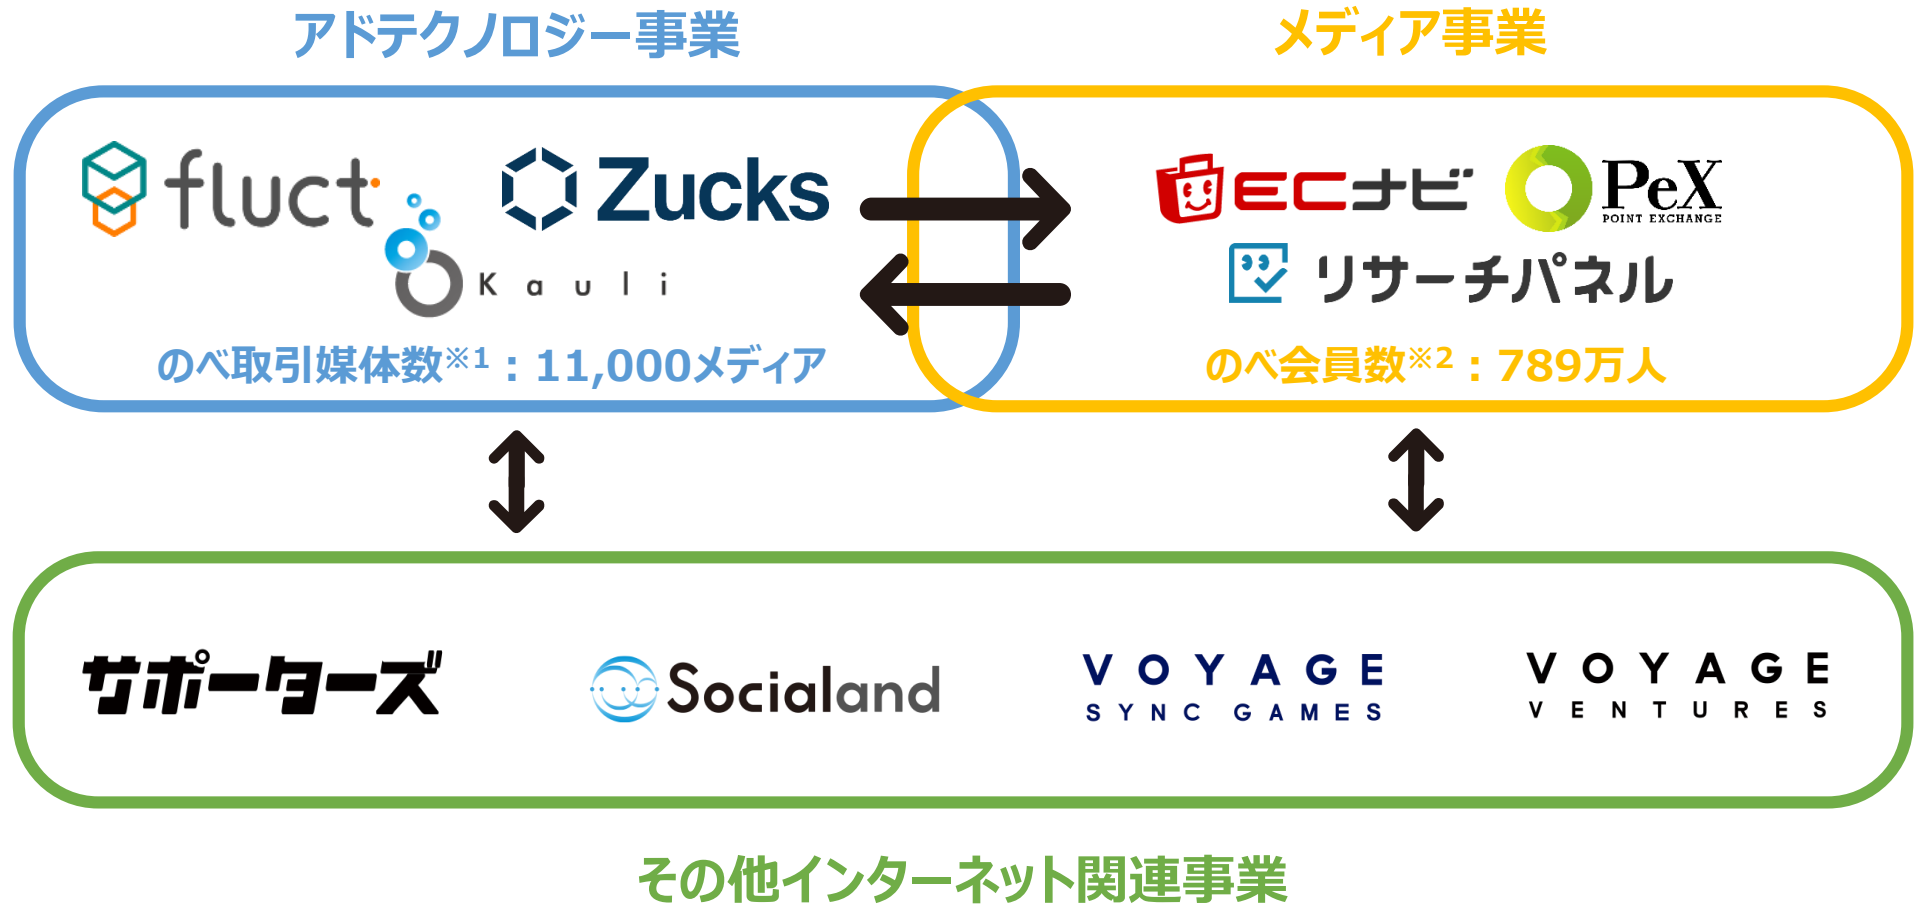 アドテクノロジー事業
メディア事業
fluct
Zucks
Kauli
のべ取引媒体数※1：11,000メディア
ECナビ
PeX
POINT EXCHANGE
リサーチパネル
のべ会員数※2：789万人
サポーターズ
Socialand
VOYAGE
SYNC GAMES
VOYAGE
VENTURES
その他インターネット関連事業